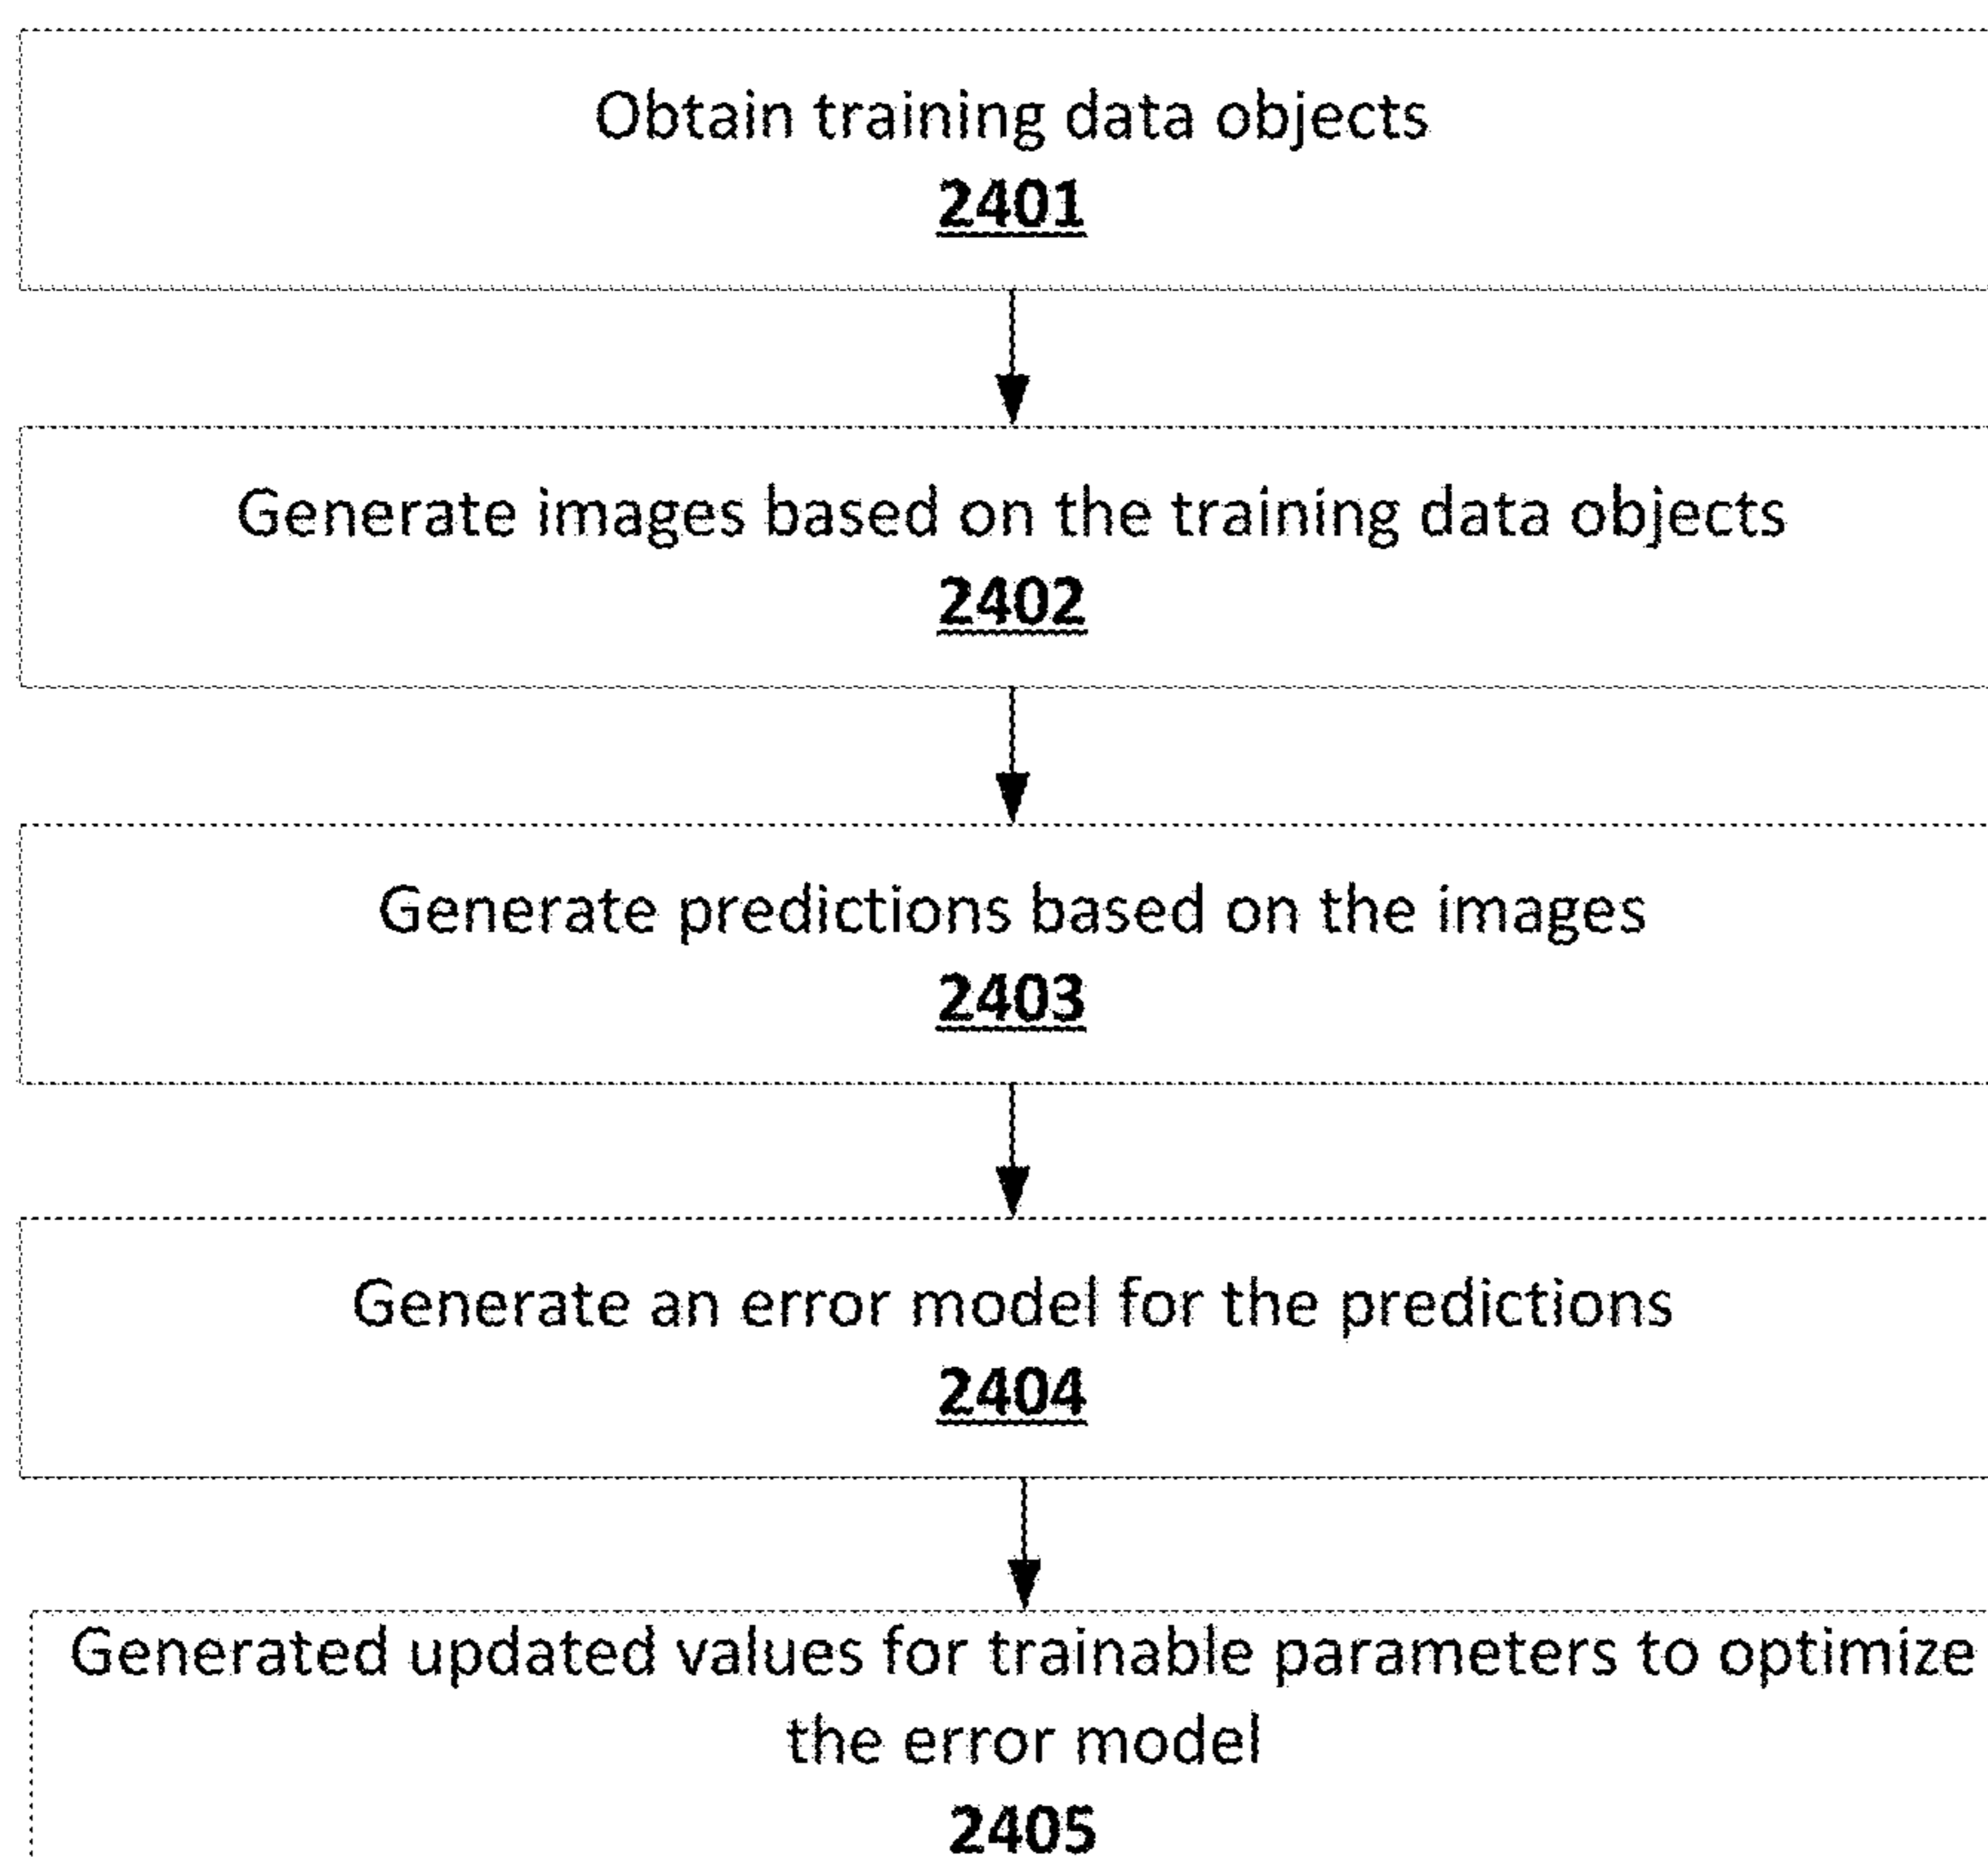 Obtain training data objects
2401
Generate images based on the training data objects
2402
Generate predictions based on the images
2403
Generate an error model for the predictions
2404
Generated updated values for trainable parameters to optimize
the error model
2405